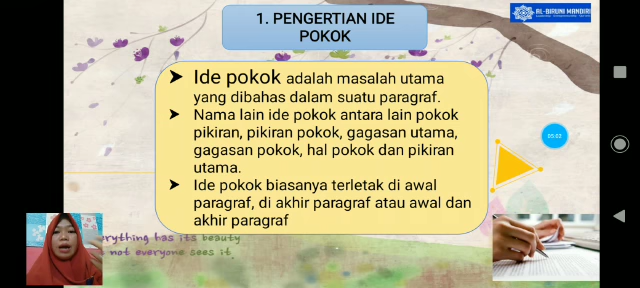 1. PENGERTIAN IDE
POKOK
AL-BIRUNI MANDIRI
➤ Ide pokok adalah masalah utama
yang dibahas dalam suatu paragraf.
➤ Nama lain ide pokok antara lain pokok
pikiran, pikiran pokok, gagasan utama,
gagasan pokok, hal pokok dan pikiran
utama.
➤ Ide pokok biasanya terletak di awal
paragraf, di akhir paragraf atau awal dan
akhir paragraf
05:02
everything has its beauty
not everyone sees it